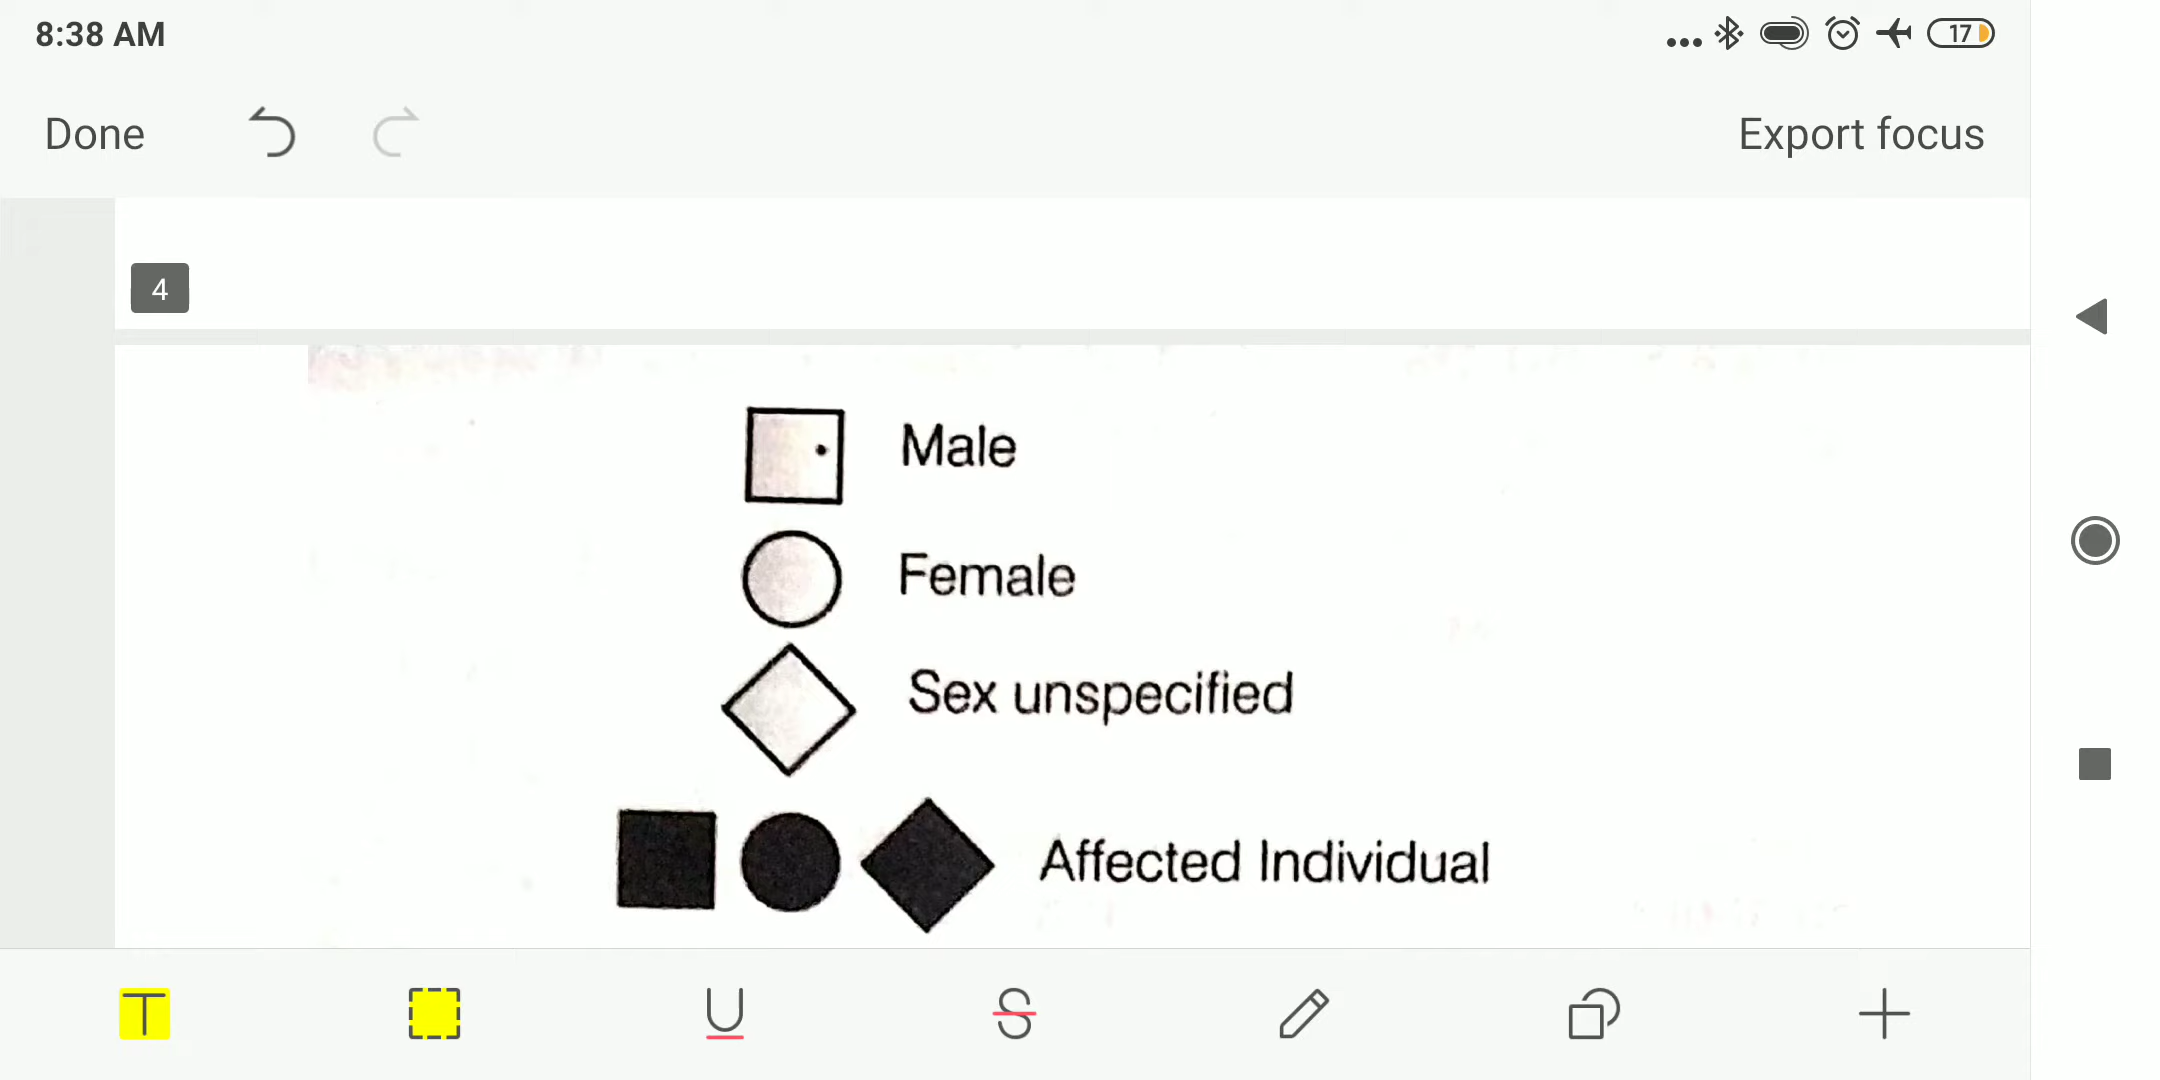 8:38 AM
17
Done
Export focus
4
Male
Female
Sex unspecified
Affected Individual
T
U
S